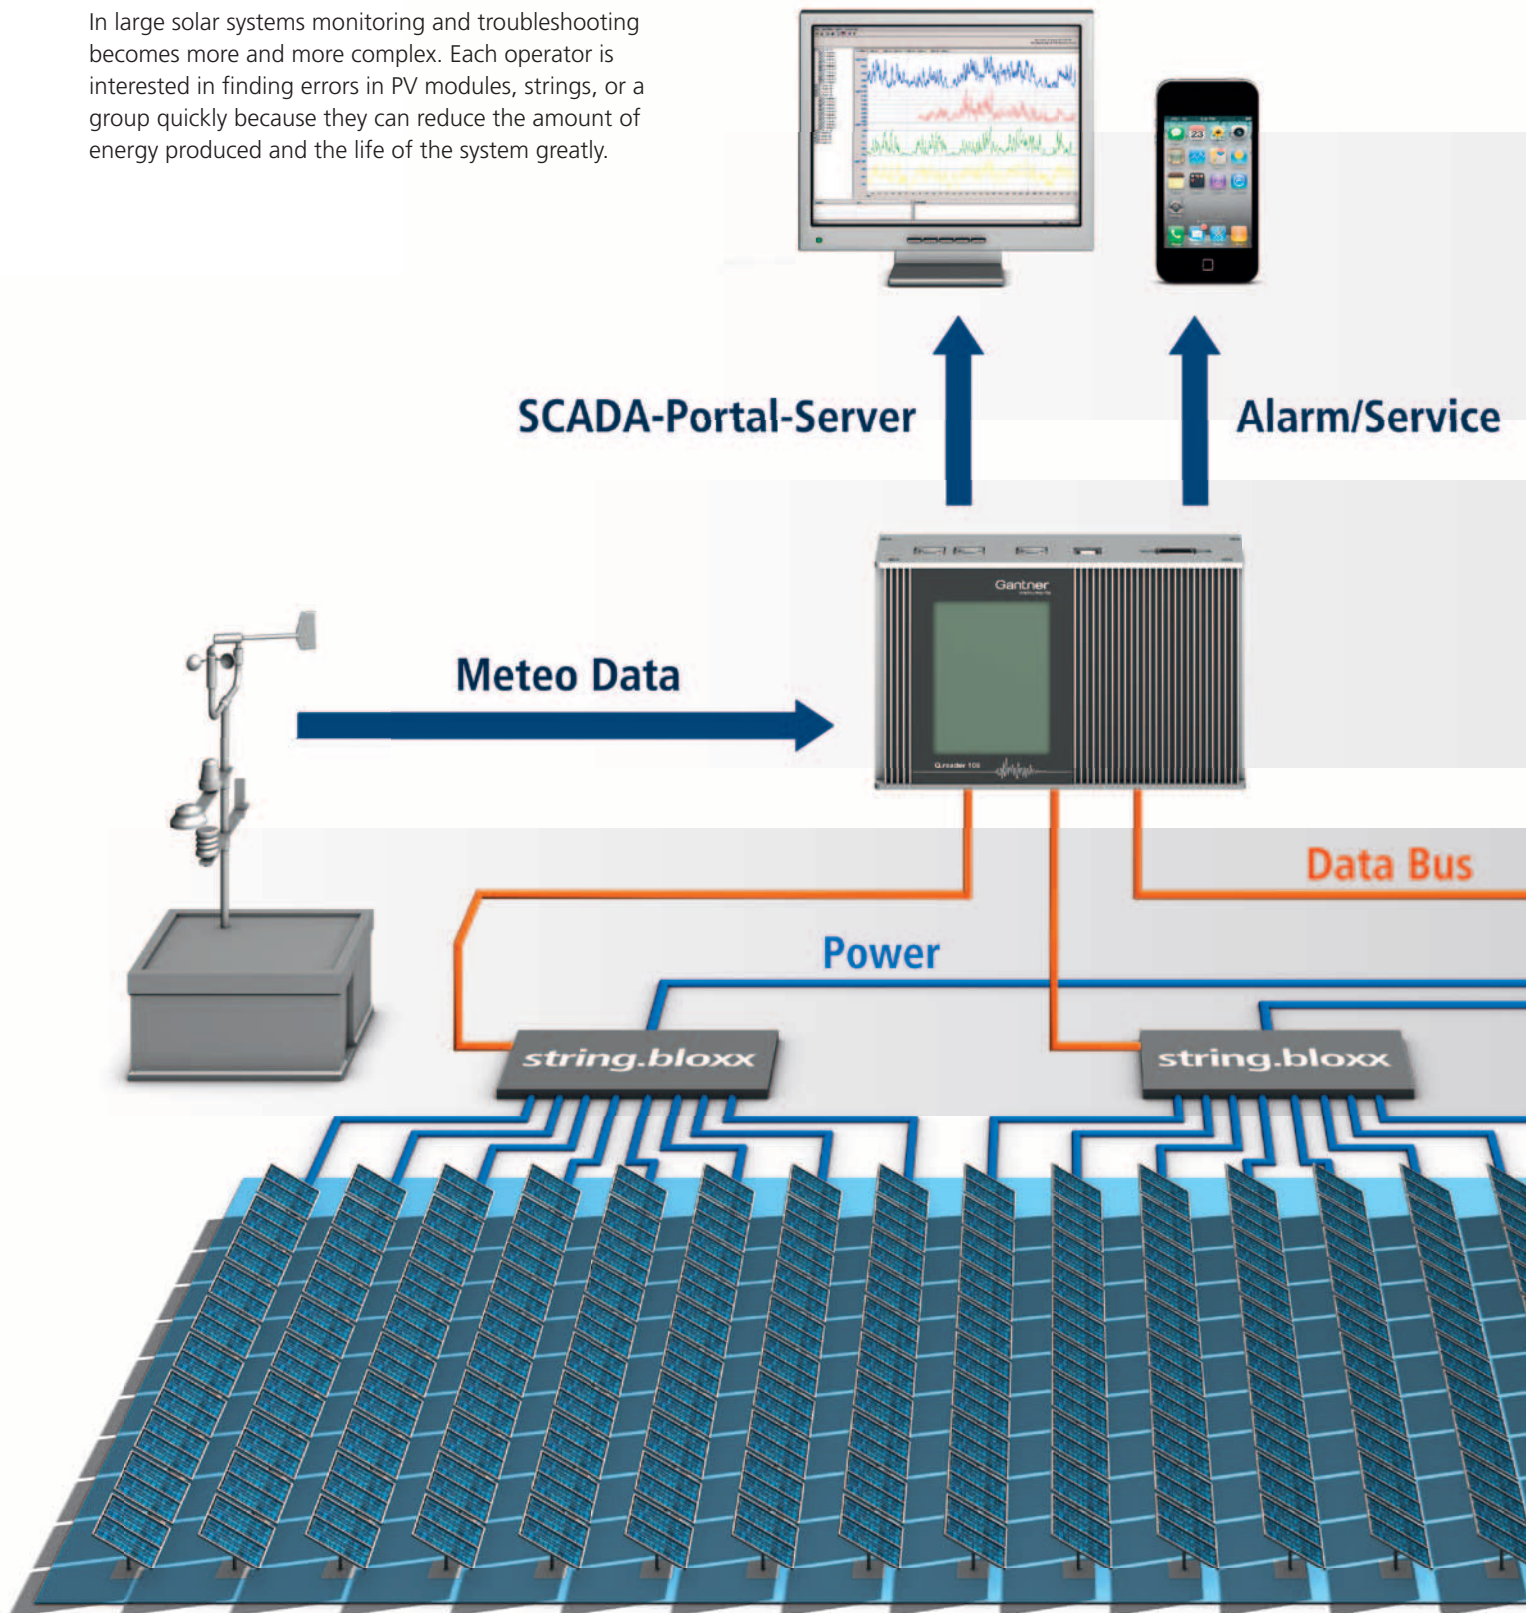 In large solar systems monitoring and troubleshooting
becomes more and more complex. Each operator is
interested in finding errors in PV modules, strings, or a
group quickly because they can reduce the amount of
energy produced and the life of the system greatly.
23
SCADA-Portal-Server
Alarm/Service
Gantner
Meteo Data
Q.reader
Data Bus
Power
string.bloxx
string.bloxx